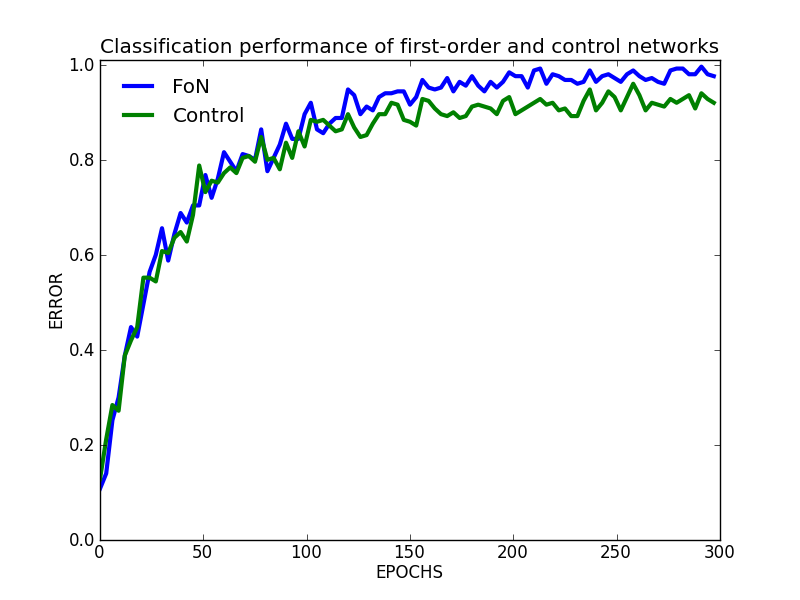 Classification performance of first-order and control networks
FoN
Control
1.0
0.8
0.6
0.4
0.2
0.0
ERROR
0 50 100 150 200 250 300
EPOCHS